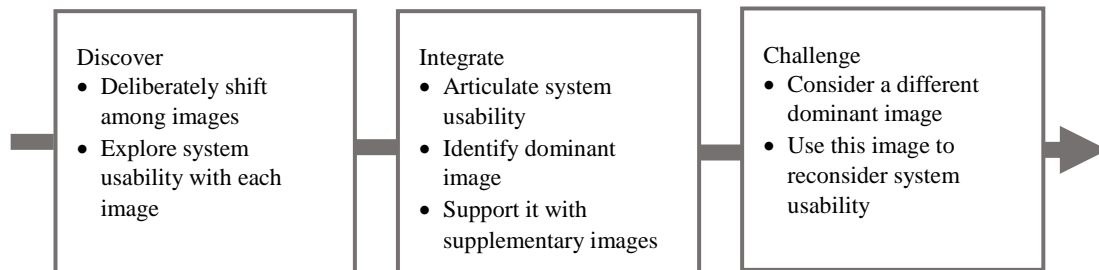 Discover
• Deliberately shift
among images
• Explore system
usability with each
image
Integrate
• Articulate system
usability
• Identify dominant
image
• Support it with
supplementary images
Challenge
• Consider a different
dominant image
• Use this image to
reconsider system
usability